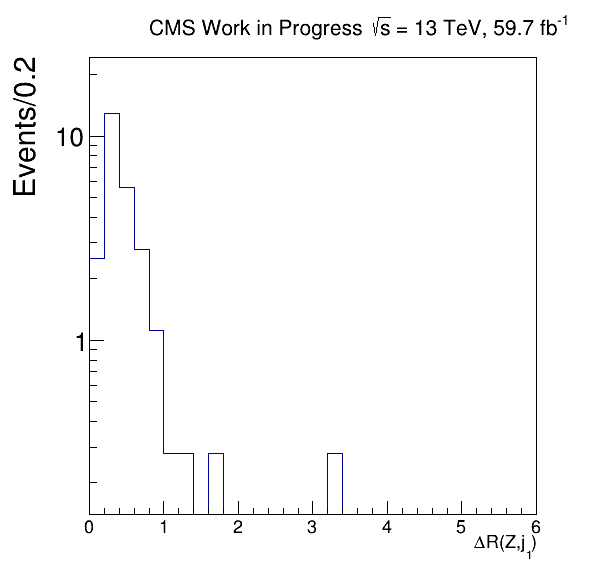 CMS Work in Progress √s = 13 TeV, 59.7 fb⁻¹
Events/0.2
10
1
0 1 2 3 4 5 6
ΔR(Z,j₁)